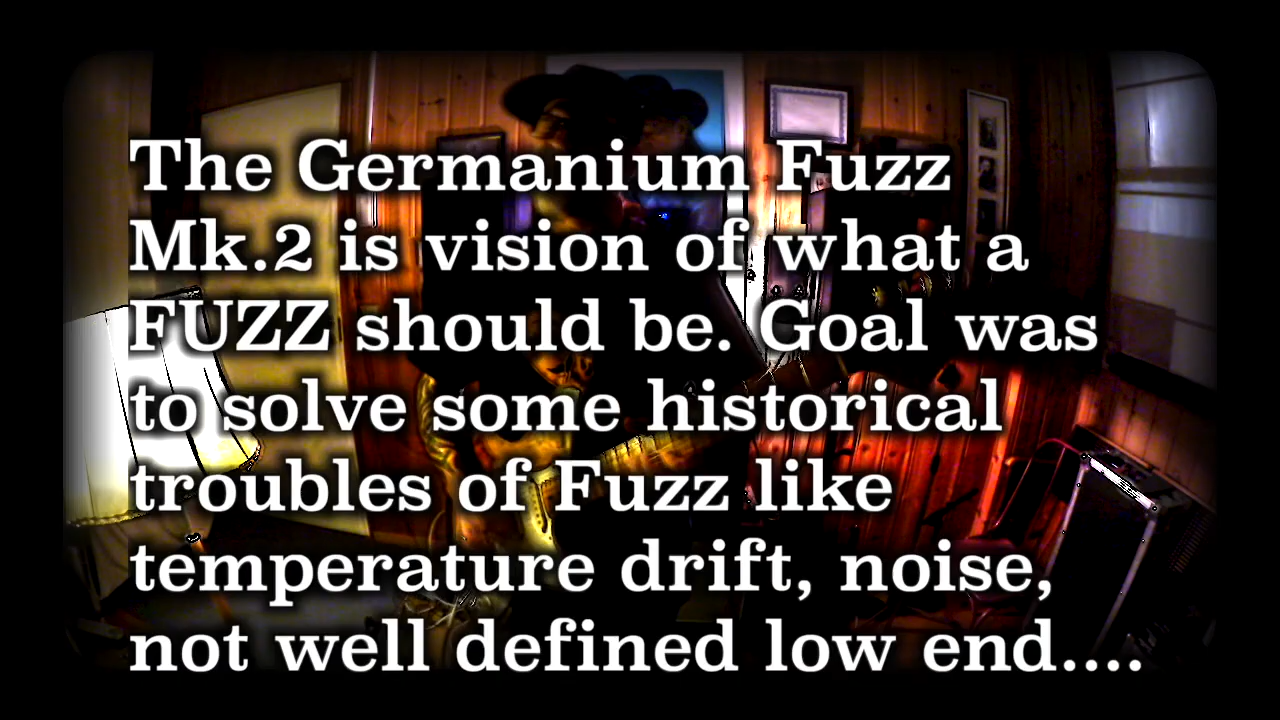 The Germanium Fuzz
Mk.2 is vision of what a
FUZZ should be. Goal was
to solve some historical
troubles of Fuzz like
temperature drift, noise,
not well defined low end....